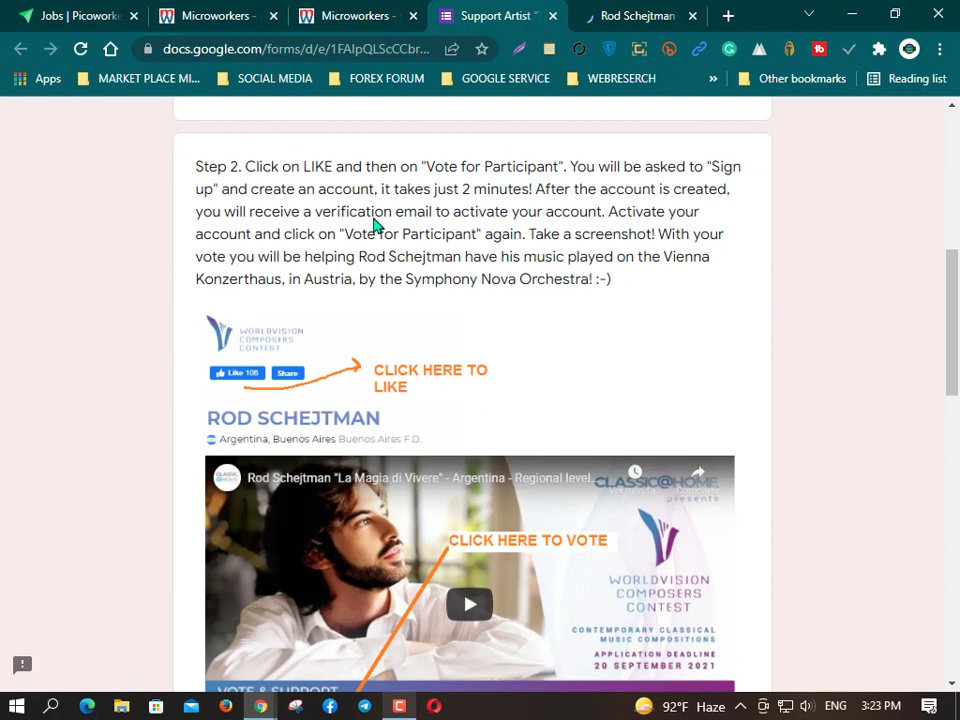 Jobs | Picowork
Microworkers -
Microworkers -
Support Artist "
Rod Schejtman
docs.google.com/forms/d/e/1FAIpQLScCCbr...
Apps
MARKET PLACE MI...
SOCIAL MEDIA
FOREX FORUM
GOOGLE SERVICE
WEBRESERCH
»
Other bookmarks
Reading list
Step 2. Click on LIKE and then on "Vote for Participant". You will be asked to "Sign
up" and create an account, it takes just 2 minutes! After the account is created,
you will receive a verification email to activate your account. Activate your
account and click on "Vote for Participant" again. Take a screenshot! With your
vote you will be helping Rod Schejtman have his music played on the Vienna
Konzerthaus, in Austria, by the Symphony Nova Orchestra! :-)
WORLDVISION
COMPOSERS
CONTEST
Like 106
Share
CLICK HERE TO
LIKE
ROD SCHEJTMAN
Argentina, Buenos Aires Buenos Aires F.D.
CLASSIC@HOME
Rod Schejtman "La Magia di Vivere" - Argentina - Regional level...
CLASSIC@HOME
presents
CLICK HERE TO VOTE
WORLDVISION
COMPOSERS
CONTEST
CONTEMPORARY CLASSICAL
MUSIC COMPOSITIONS
APPLICATION DEADLINE
20 SEPTEMBER 2021
VOTE & SUPPORT
92°F Haze
ENG
3:23 PM